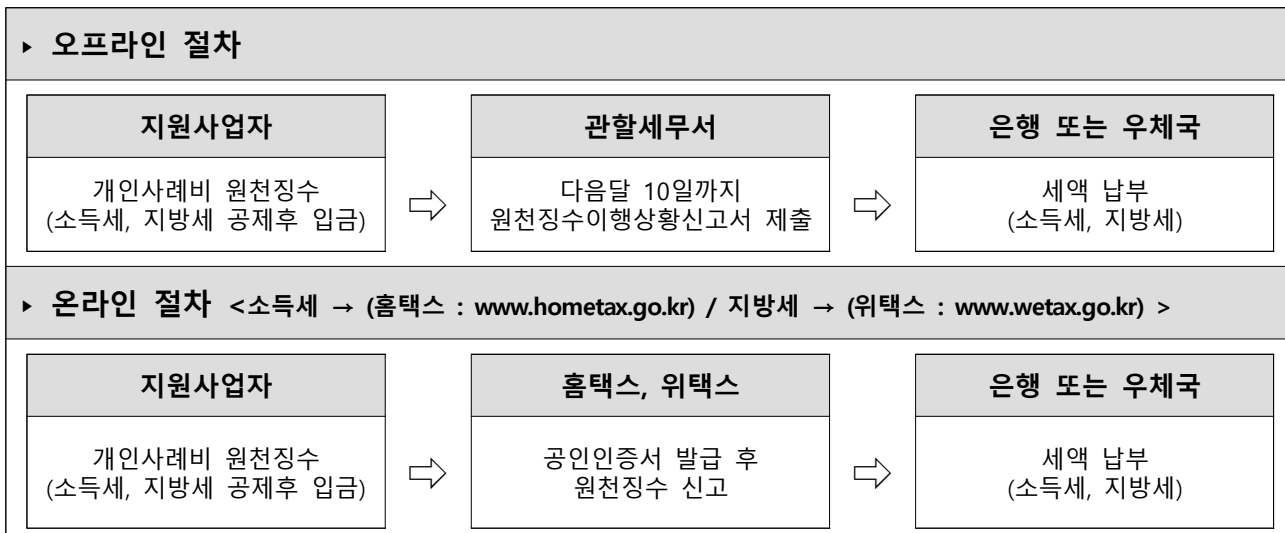 ▸ 오프라인 절차
지원사업자
개인사례비 원천징수
(소득세, 지방세 공제후 입금)
⇨
관할세무서
다음달 10일까지
원천징수이행상황신고서 제출
⇨
은행 또는 우체국
세액 납부
(소득세, 지방세)
▸ 온라인 절차 <소득세 → (홈택스 : www.hometax.go.kr) / 지방세 → (위택스 : www.wetax.go.kr) >
지원사업자
개인사례비 원천징수
(소득세, 지방세 공제후 입금)
⇨
홈택스, 위택스
공인인증서 발급 후
원천징수 신고
⇨
은행 또는 우체국
세액 납부
(소득세, 지방세)